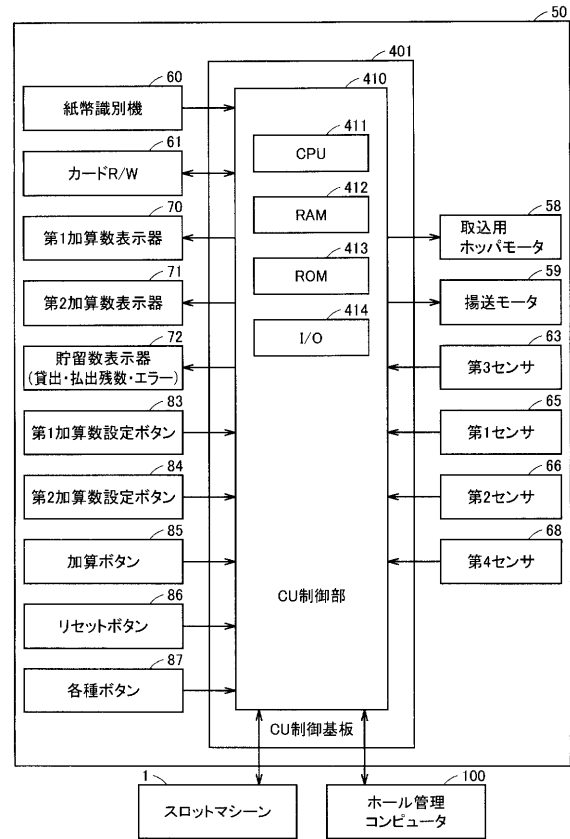 50
401
60
紙幣識別機
410
61
カードR/W
411
CPU
70
第1加算数表示器
412
RAM
58
取込用
ホッパモータ
71
第2加算数表示器
413
ROM
59
揚送モータ
72
貯留数表示器
(貸出・払出残数・エラー)
414
I/O
63
第3センサ
83
第1加算数設定ボタン
65
第1センサ
84
第2加算数設定ボタン
66
第2センサ
85
加算ボタン
68
第4センサ
CU制御部
86
リセットボタン
87
各種ボタン
CU制御基板
1
スロットマシーン
100
ホール管理
コンピュータ